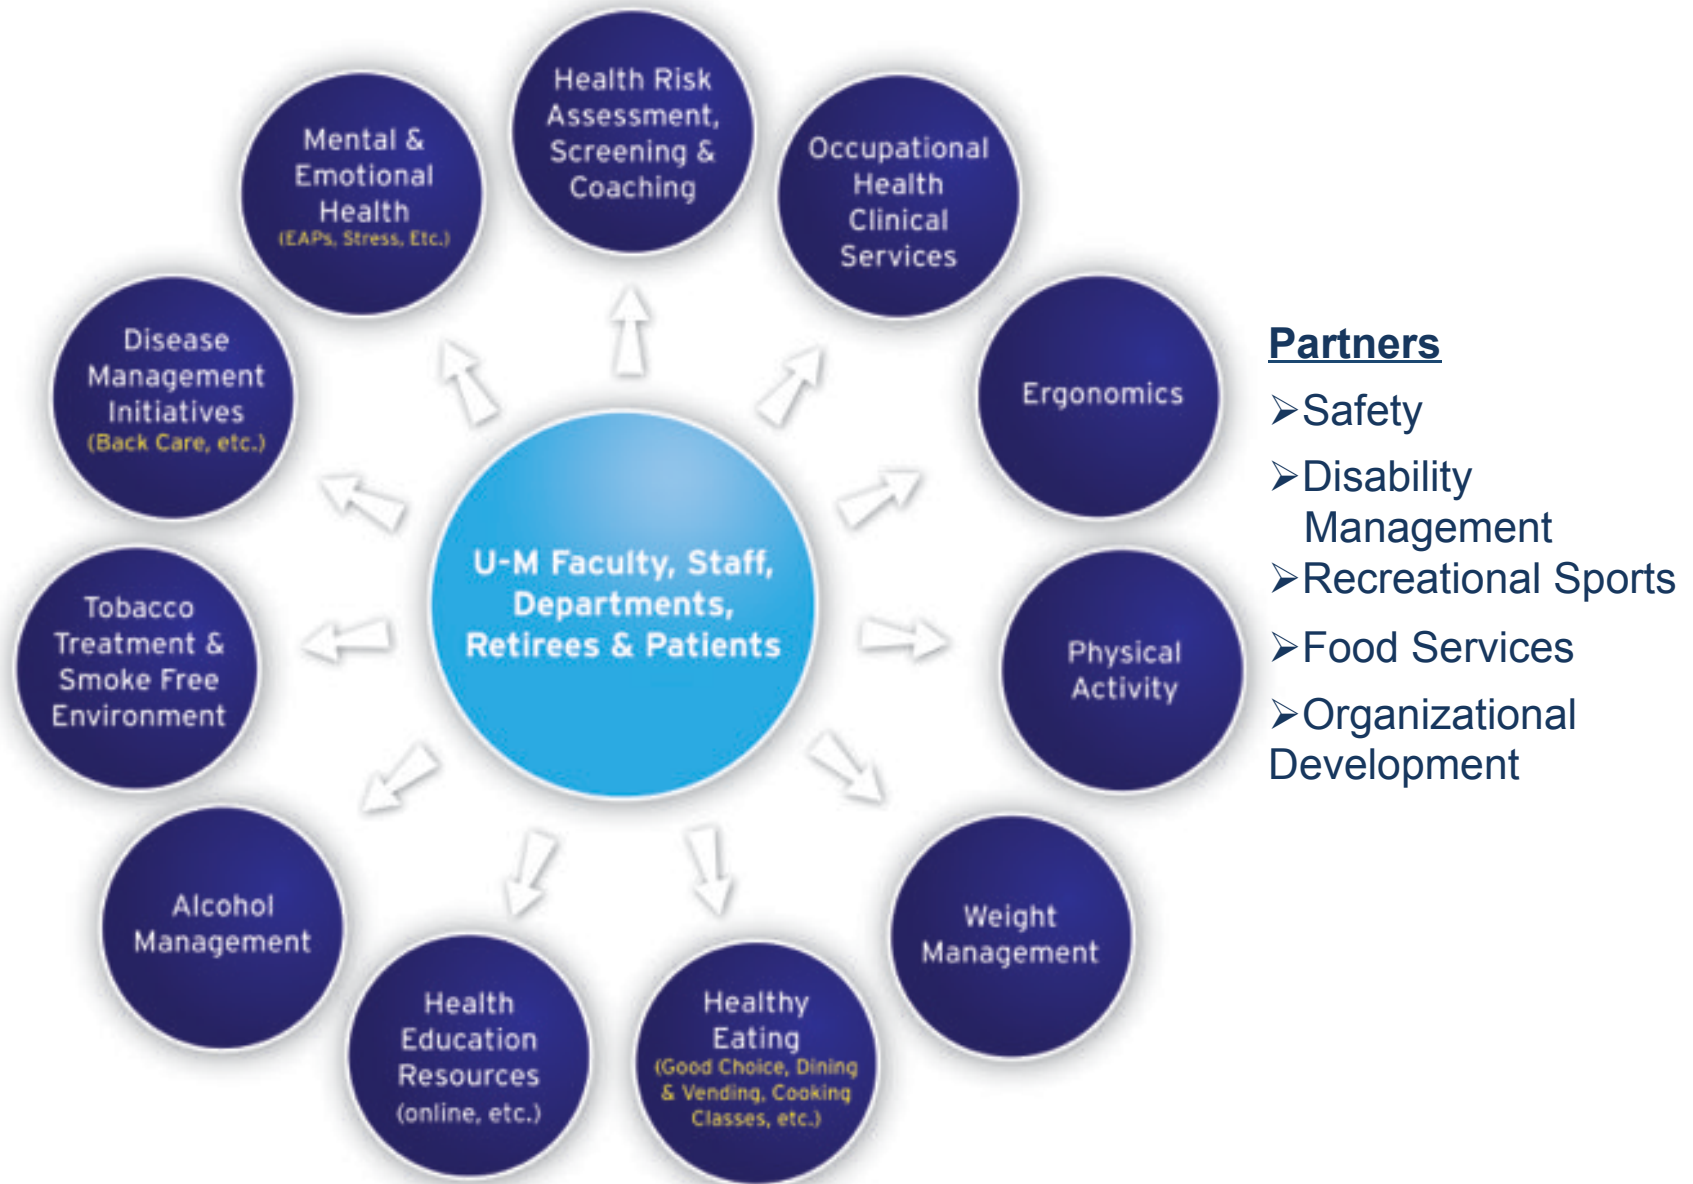 Health Risk
Assessment,
Screening &
Coaching
Occupational
Health
Clinical
Services
Ergonomics
Physical
Activity
Weight
Management
Healthy
Eating
(Good Choice, Dining
& Vending, Cooking
Classes, etc.)
Health
Education
Resources
(online, etc.)
Alcohol
Management
Tobacco
Treatment &
Smoke Free
Environment
Disease
Management
Initiatives
(Back Care, etc.)
Mental &
Emotional
Health
(EAPs, Stress, Etc.)
U-M Faculty, Staff,
Departments,
Retirees & Patients
Partners
➢Safety
➢Disability
Management
➢Recreational Sports
➢Food Services
➢Organizational
Development